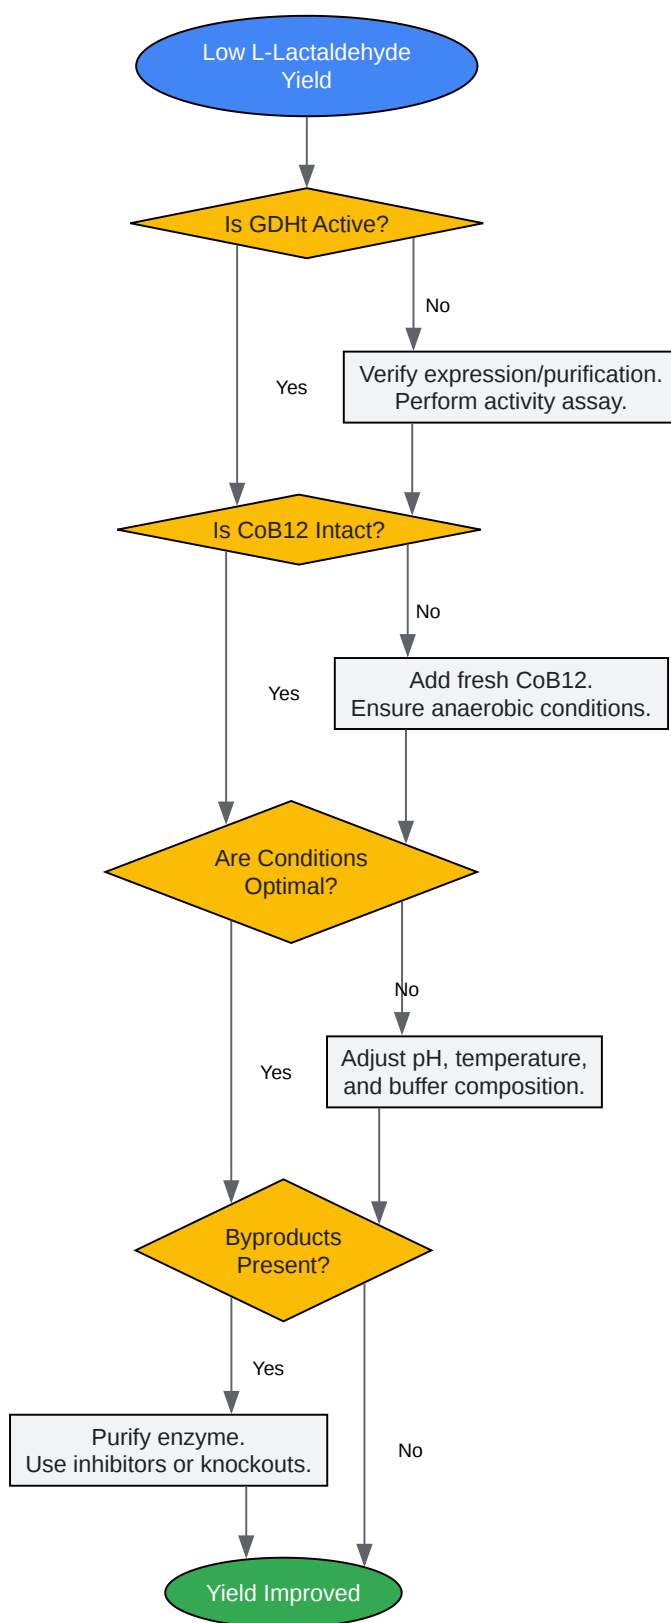 Low L-Lactaldehyde
Yield
Is GDHt Active?
No
Yes
Verify expression/purification.
Perform activity assay.
Is CoB12 Intact?
No
Yes
Add fresh CoB12.
Ensure anaerobic conditions.
Are Conditions
Optimal?
No
Yes
Adjust pH, temperature,
and buffer composition.
Byproducts
Present?
Yes
No
Purify enzyme.
Use inhibitors or knockouts.
Yield Improved